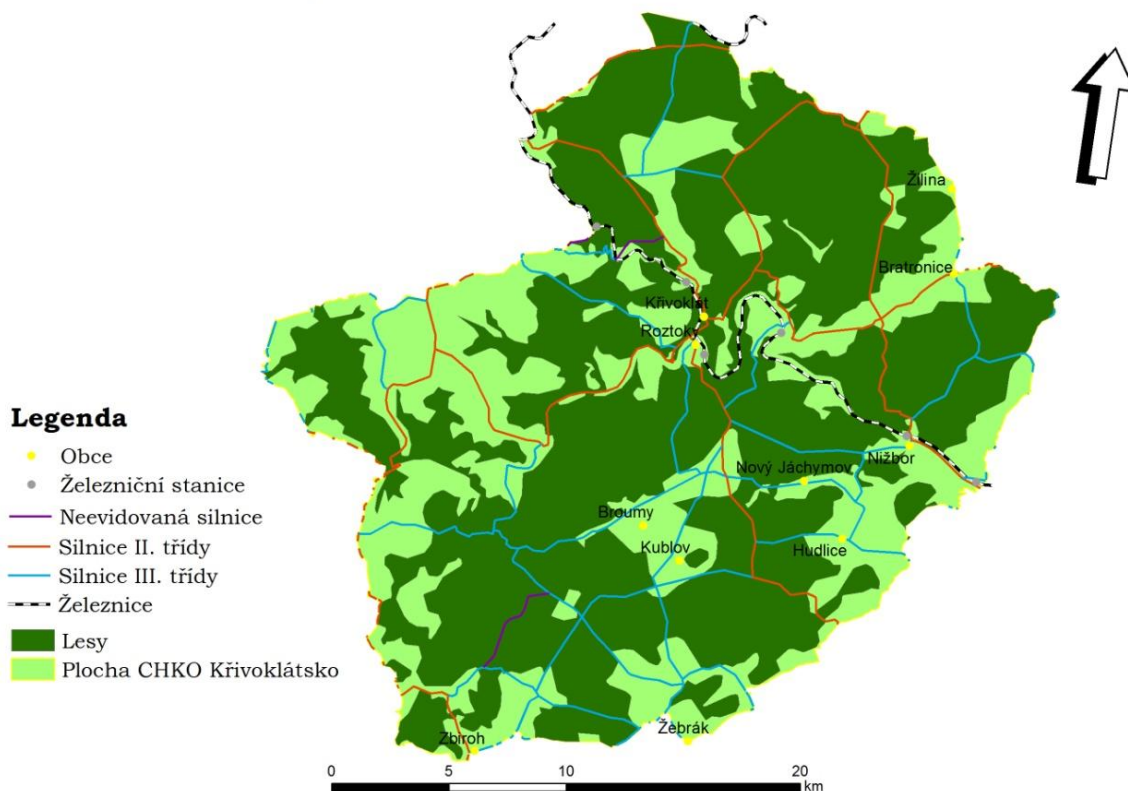 Žilina
Bratronice
Křivoklát
Roztoky
Nižbor
Nový Jáchymov
Broumy
Hudlice
Kublov
Žebrák
Zbiroh
Legenda
Obce
Železniční stanice
Neevidovaná silnice
Silnice II. třídy
Silnice III. třídy
Železnice
Lesy
Plocha CHKO Křivoklátsko
0 5 10 20
km